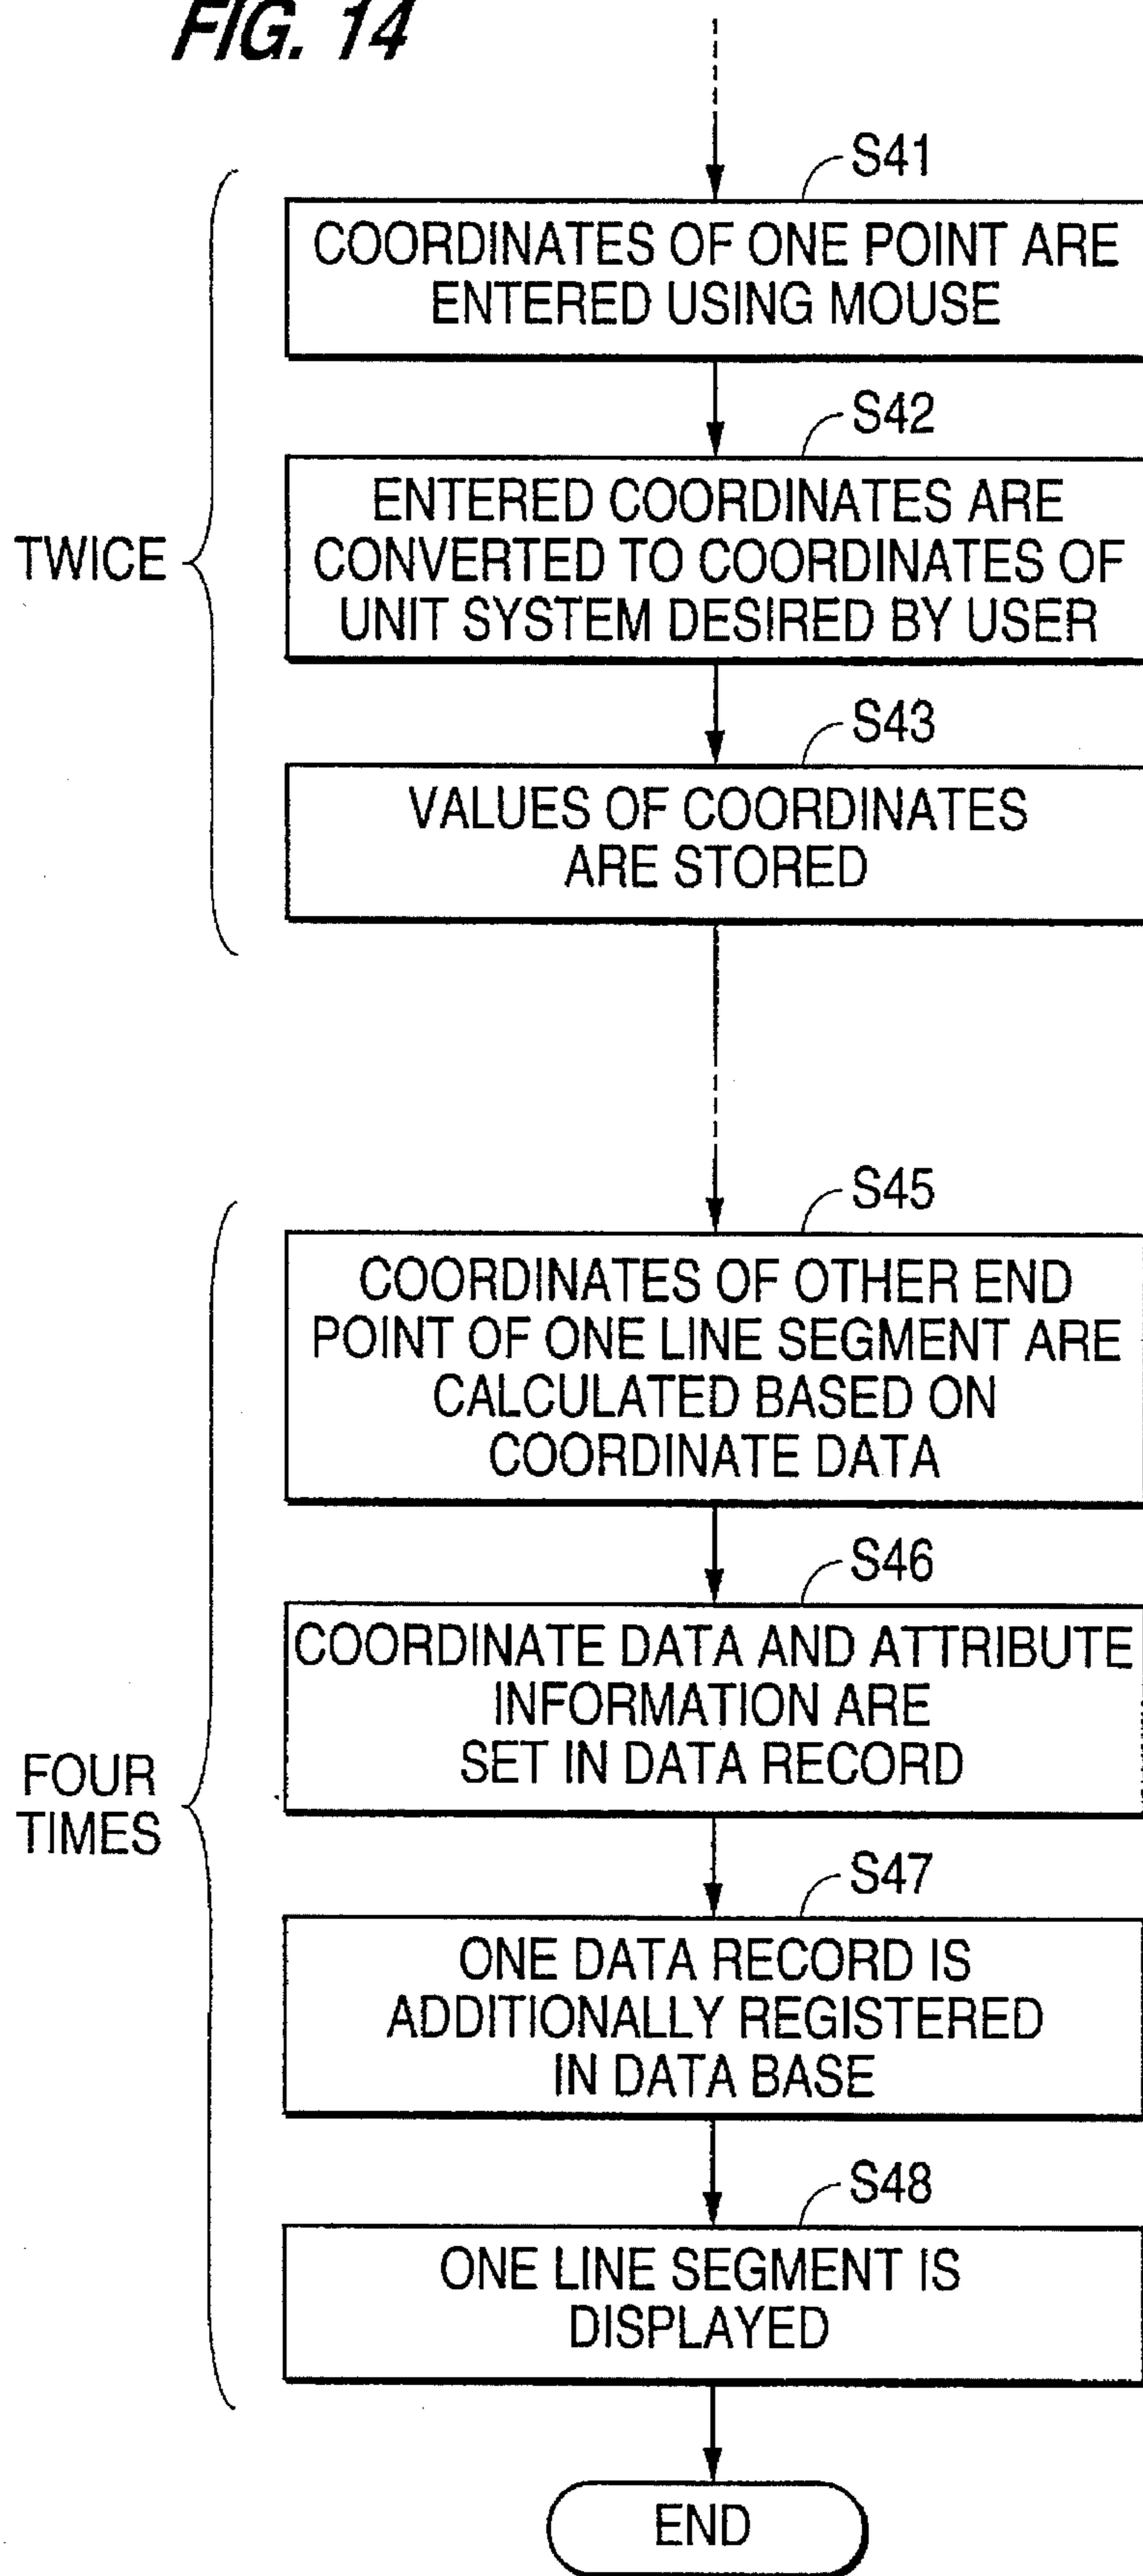 FIG. 14
S41
COORDINATES OF ONE POINT ARE
ENTERED USING MOUSE
S42
ENTERED COORDINATES ARE
CONVERTED TO COORDINATES OF
UNIT SYSTEM DESIRED BY USER
TWICE
S43
VALUES OF COORDINATES
ARE STORED
S45
COORDINATES OF OTHER END
POINT OF ONE LINE SEGMENT ARE
CALCULATED BASED ON
COORDINATE DATA
S46
COORDINATE DATA AND ATTRIBUTE
INFORMATION ARE
SET IN DATA RECORD
FOUR
TIMES
S47
ONE DATA RECORD IS
ADDITIONALLY REGISTERED
IN DATA BASE
S48
ONE LINE SEGMENT IS
DISPLAYED
END